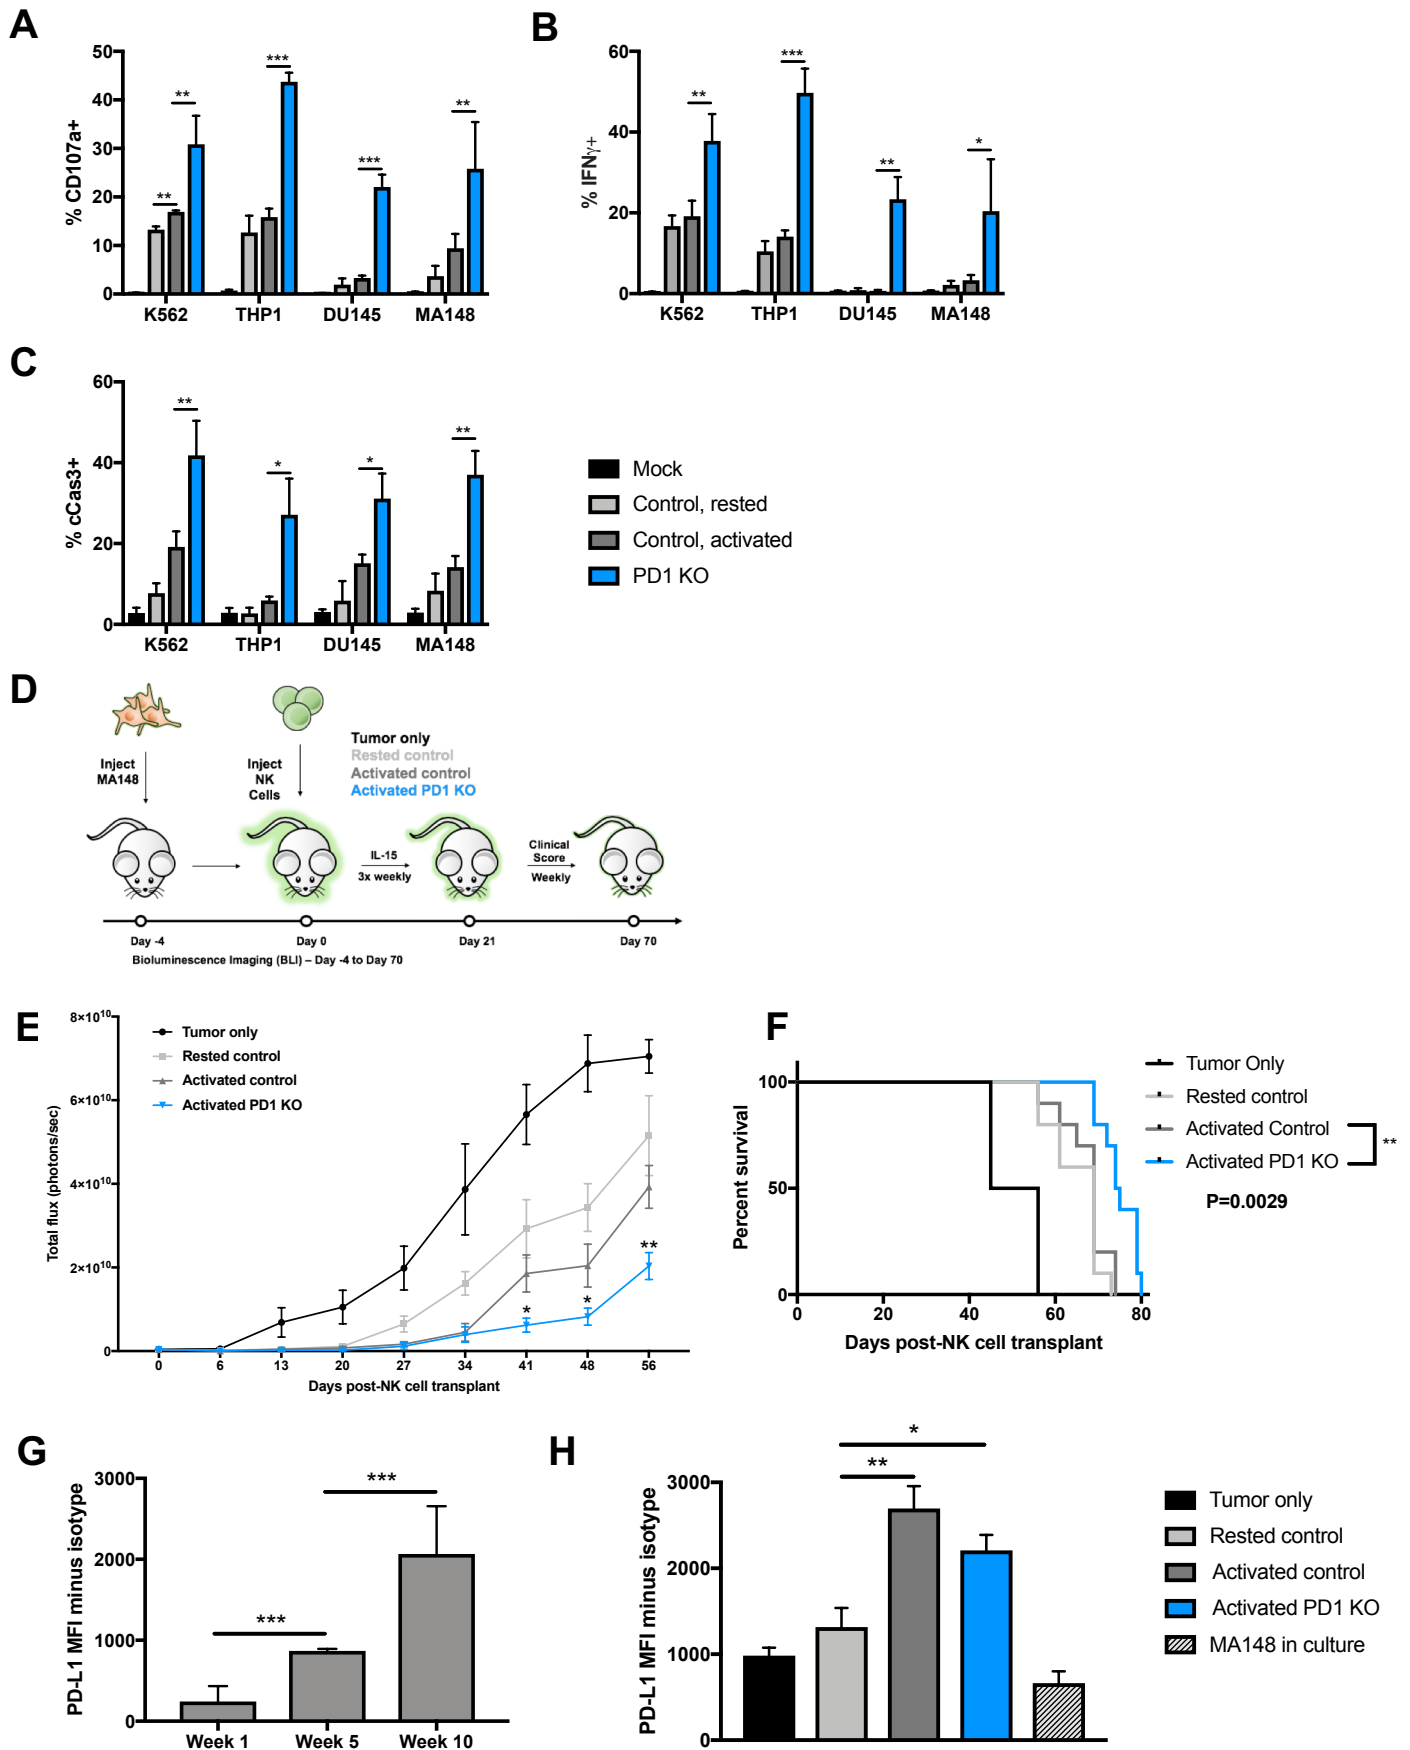 A
50
40
30
20
10
0
% CD107a+
** ** *** *** **
K562 THP1 DU145 MA148
B
60
40
20
0
% IFNγ+
** *** ** *
K562 THP1 DU145 MA148
C
60
40
20
0
% cCas3+
** * * **
K562 THP1 DU145 MA148
Mock
Control, rested
Control, activated
PD1 KO
D
Inject
MA148
Inject
NK
Cells
Tumor only
Rested control
Activated control
Activated PD1 KO
IL-15
3x weekly
Clinical
Score
Weekly
Day -4 Day 0 Day 21 Day 70
Bioluminescence Imaging (BLI) – Day -4 to Day 70
E
8×10¹⁰
6×10¹⁰
4×10¹⁰
2×10¹⁰
0
Total flux (photons/sec)
Tumor only
Rested control
Activated control
Activated PD1 KO
* * **
0 6 13 20 27 34 41 48 56
Days post-NK cell transplant
F
100
50
0
Percent survival
0 20 40 60 80
Days post-NK cell transplant
Tumor Only
Rested control
Activated Control
Activated PD1 KO
**
P=0.0029
G
3000
2000
1000
0
PD-L1 MFI minus isotype
*** ***
Week 1 Week 5 Week 10
H
3000
2000
1000
0
PD-L1 MFI minus isotype
*
**
Tumor only
Rested control
Activated control
Activated PD1 KO
MA148 in culture